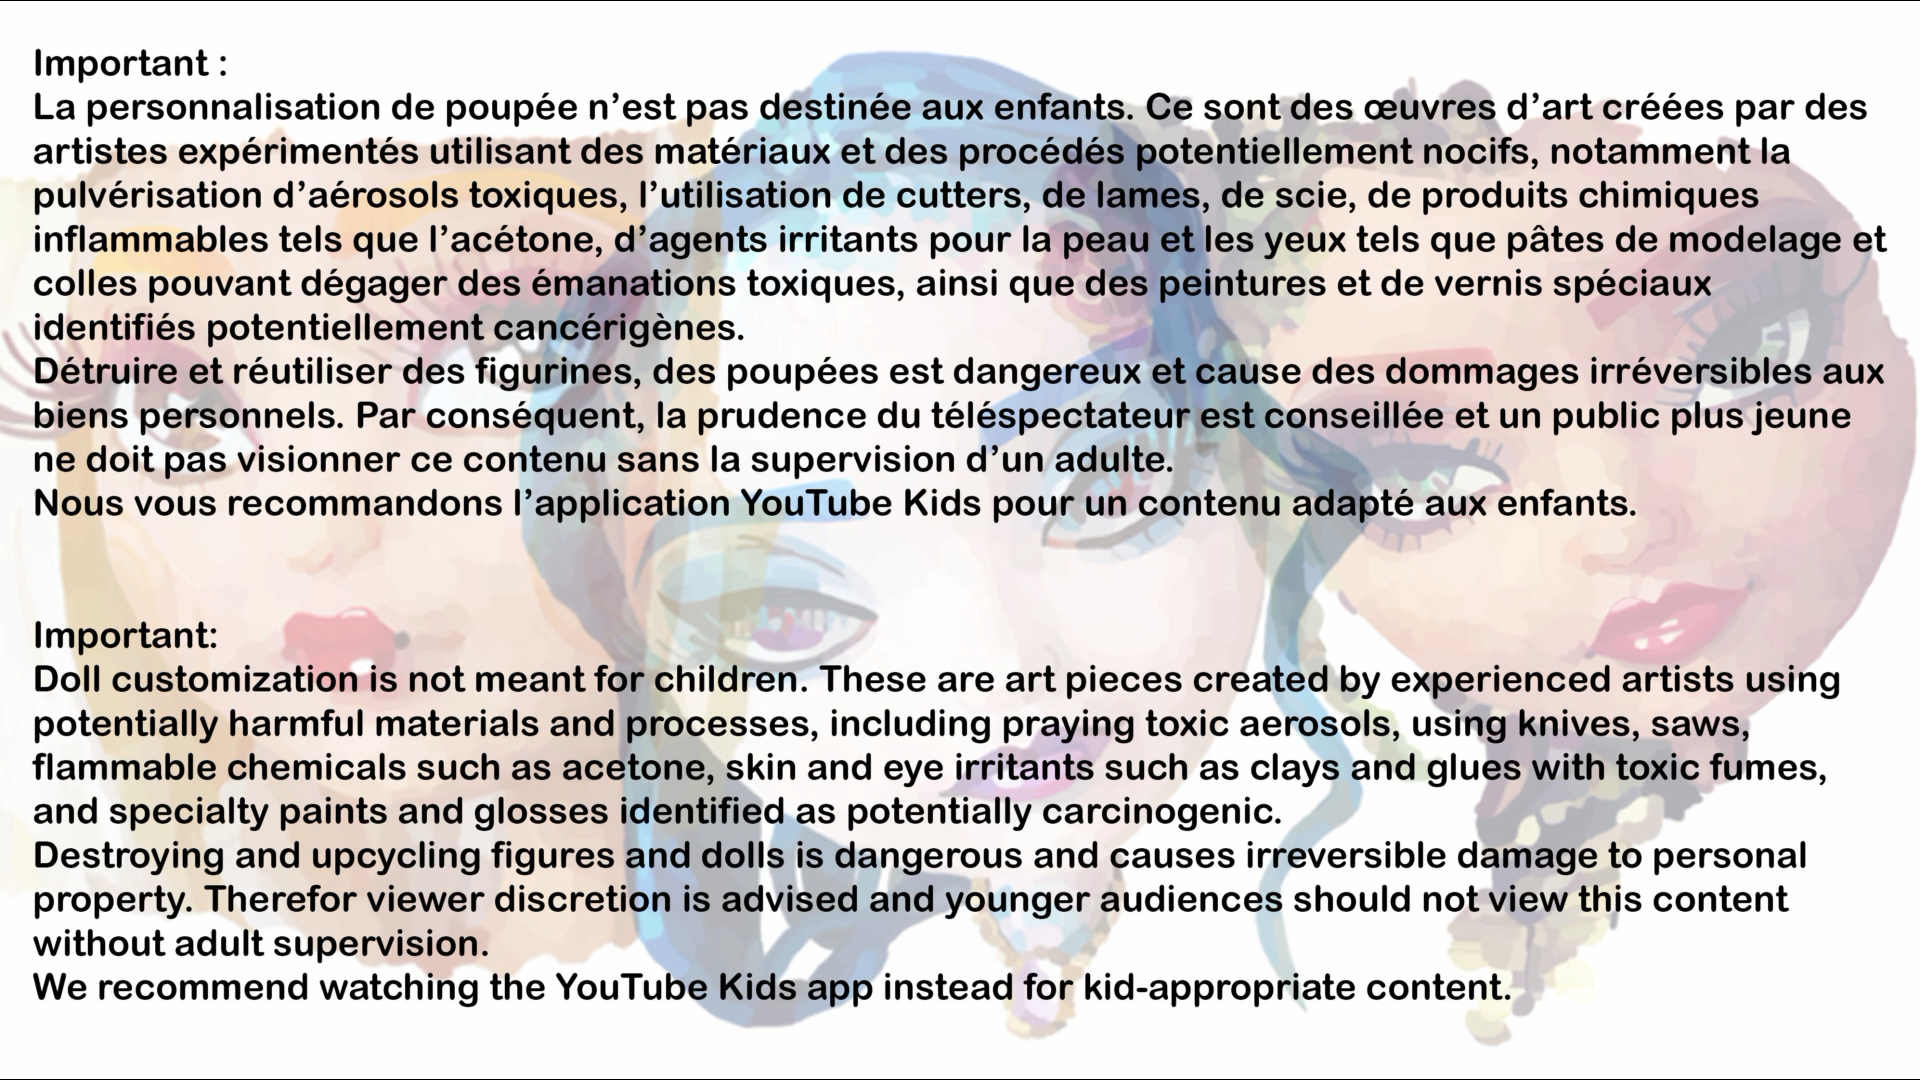 Important :
La personnalisation de poupée n’est pas destinée aux enfants. Ce sont des œuvres d’art créées par des
artistes expérimentés utilisant des matériaux et des procédés potentiellement nocifs, notamment la
pulvérisation d’aérosols toxiques, l’utilisation de cutters, de lames, de scie, de produits chimiques
inflammables tels que l’acétone, d’agents irritants pour la peau et les yeux tels que pâtes de modelage et
colles pouvant dégager des émanations toxiques, ainsi que des peintures et de vernis spéciaux
identifiés potentiellement cancérigènes.
Détruire et réutiliser des figurines, des poupées est dangereux et cause des dommages irréversibles aux
biens personnels. Par conséquent, la prudence du téléspectateur est conseillée et un public plus jeune
ne doit pas visionner ce contenu sans la supervision d’un adulte.
Nous vous recommandons l’application YouTube Kids pour un contenu adapté aux enfants.
Important:
Doll customization is not meant for children. These are art pieces created by experienced artists using
potentially harmful materials and processes, including praying toxic aerosols, using knives, saws,
flammable chemicals such as acetone, skin and eye irritants such as clays and glues with toxic fumes,
and specialty paints and glosses identified as potentially carcinogenic.
Destroying and upcycling figures and dolls is dangerous and causes irreversible damage to personal
property. Therefor viewer discretion is advised and younger audiences should not view this content
without adult supervision.
We recommend watching the YouTube Kids app instead for kid-appropriate content.